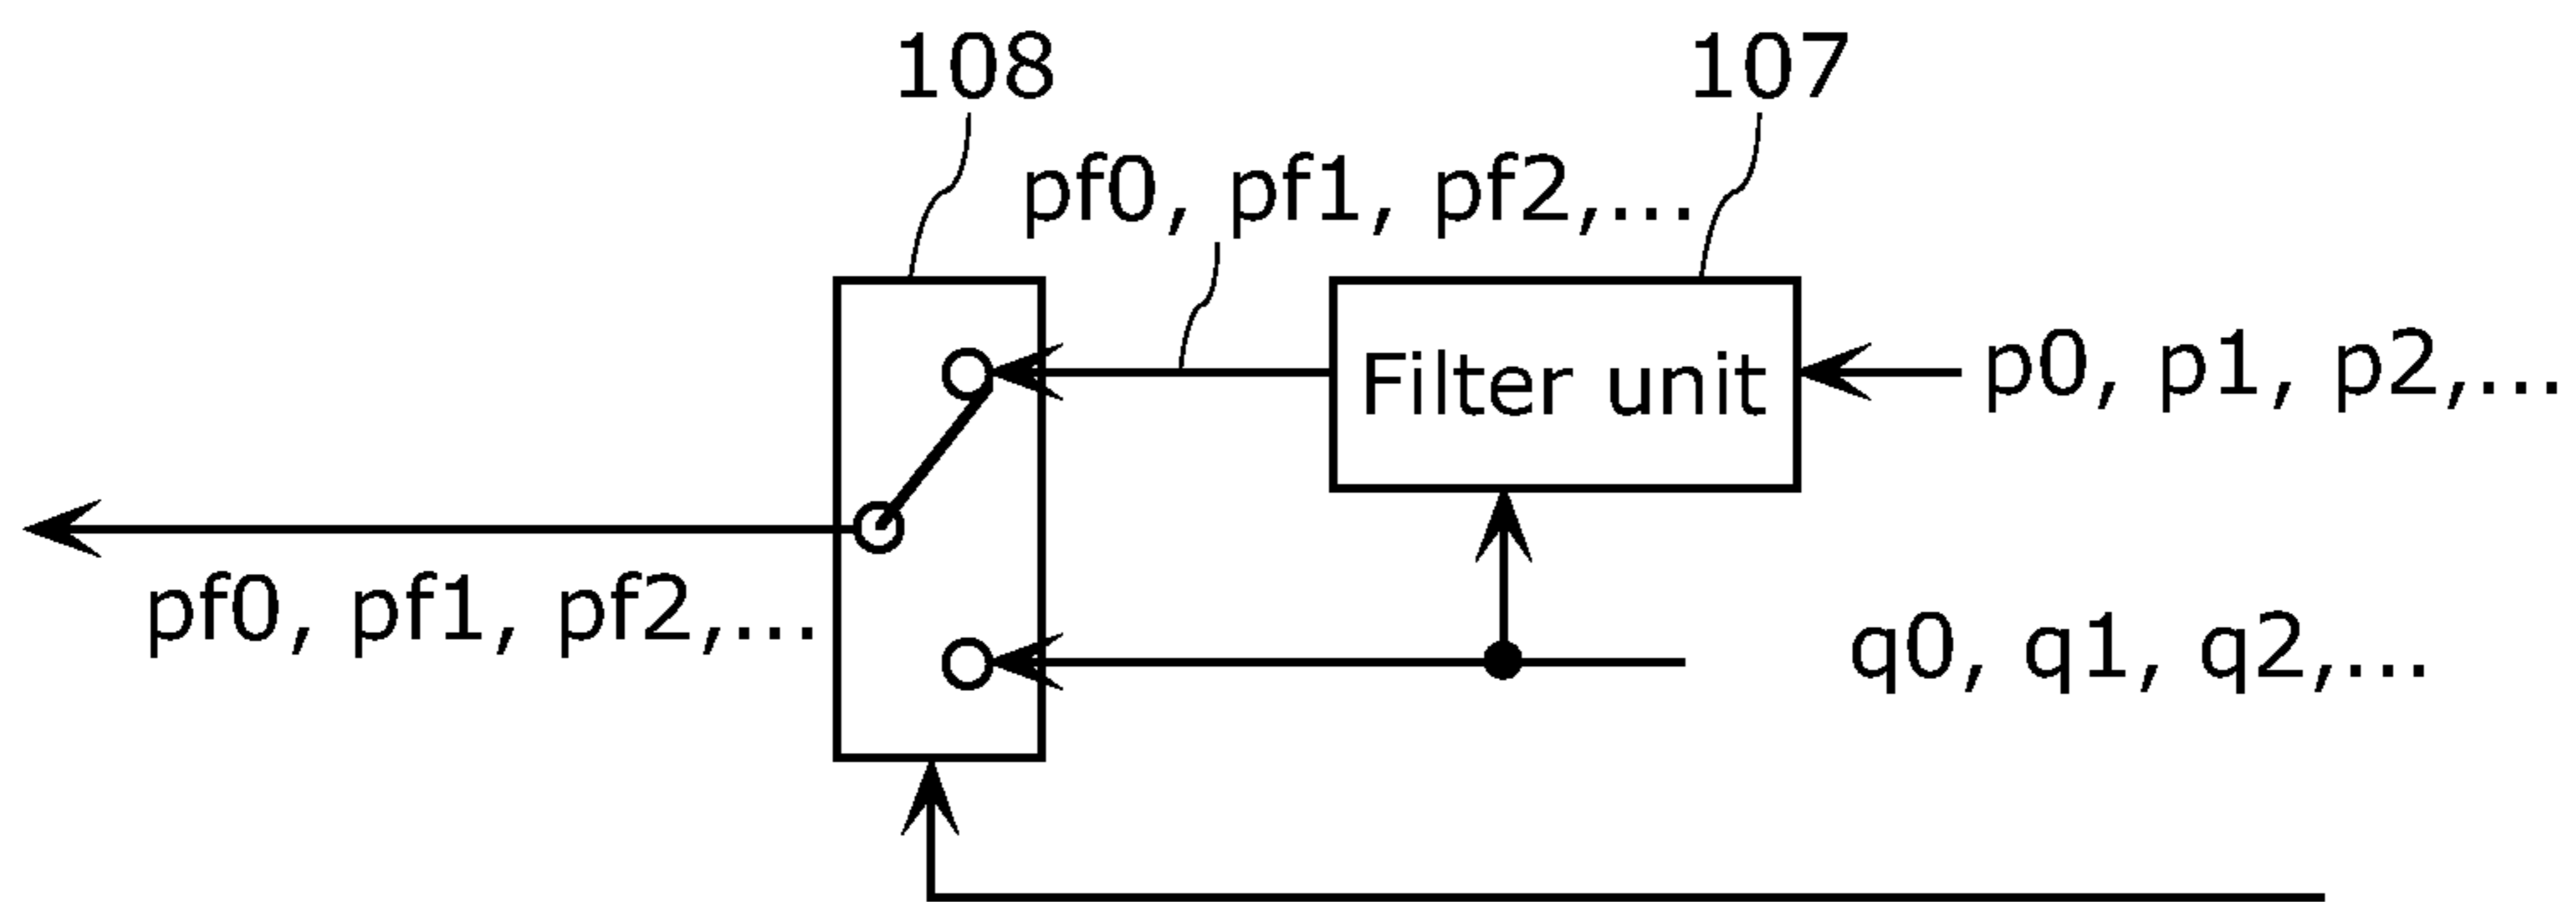 108
107
pf0, pf1, pf2,...
Filter unit
p0, p1, p2,...
pf0, pf1, pf2,...
q0, q1, q2,...